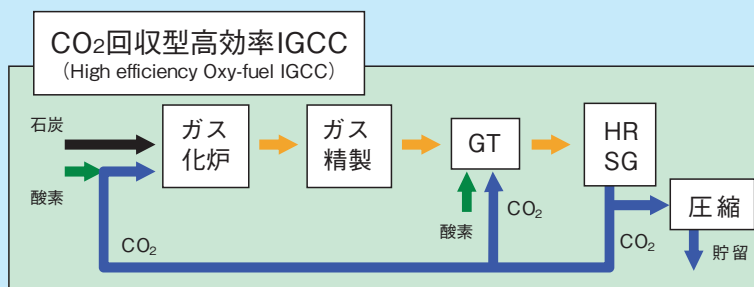 CO₂回収型高効率IGCC
(High efficiency Oxy-fuel IGCC)
石炭
酸素
ガス
化炉
ガス
精製
GT
HR
SG
圧縮
酸素
CO₂
CO₂
CO₂
貯留